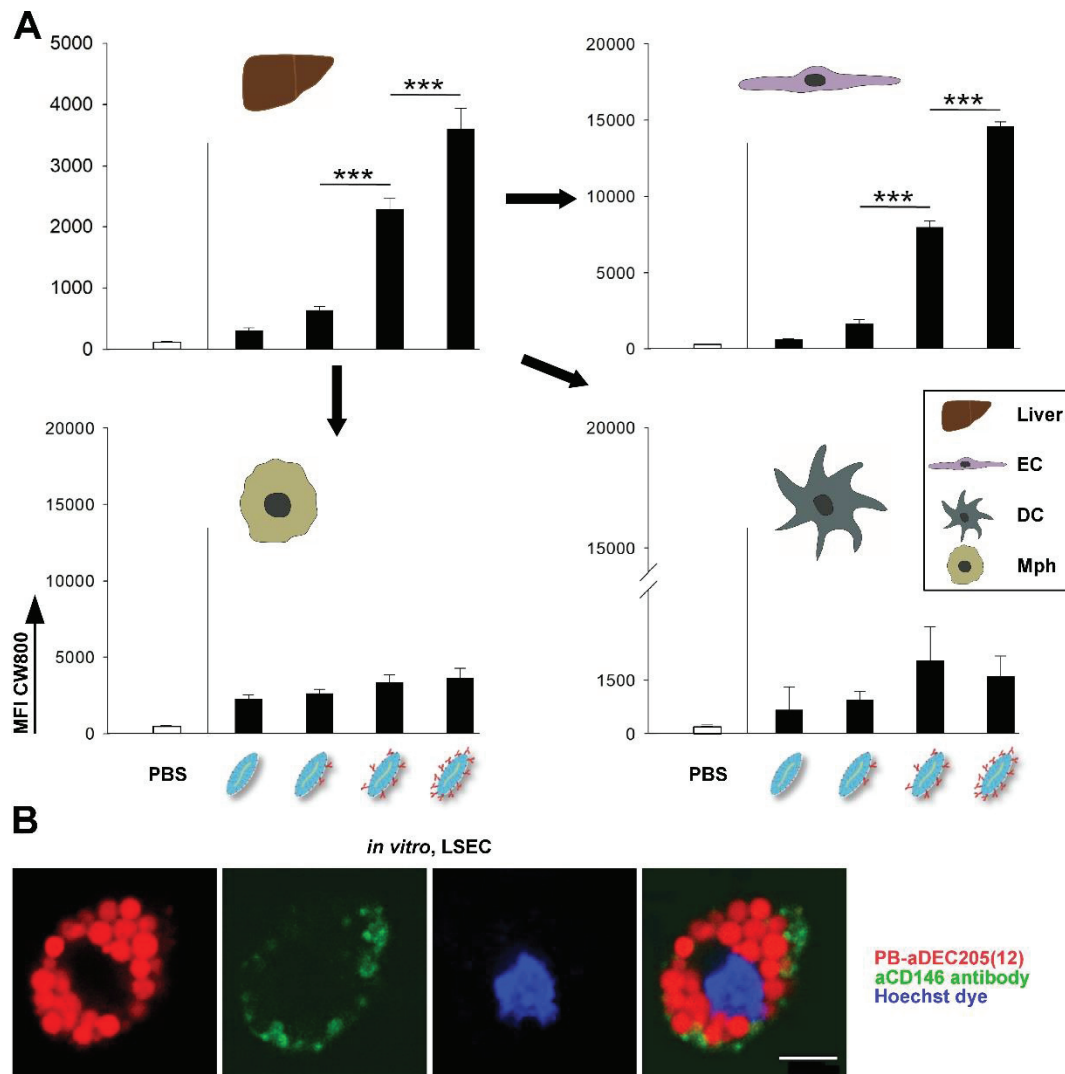 A
5000
4000
3000
2000
1000
0
***
***
20000
15000
10000
5000
0
***
***
MFI CW800
20000
15000
10000
5000
0
PBS
20000
15000
1500
0
PBS
Liver
EC
DC
Mph
B
in vitro, LSEC
PB-aDEC205(12)
aCD146 antibody
Hoechst dye